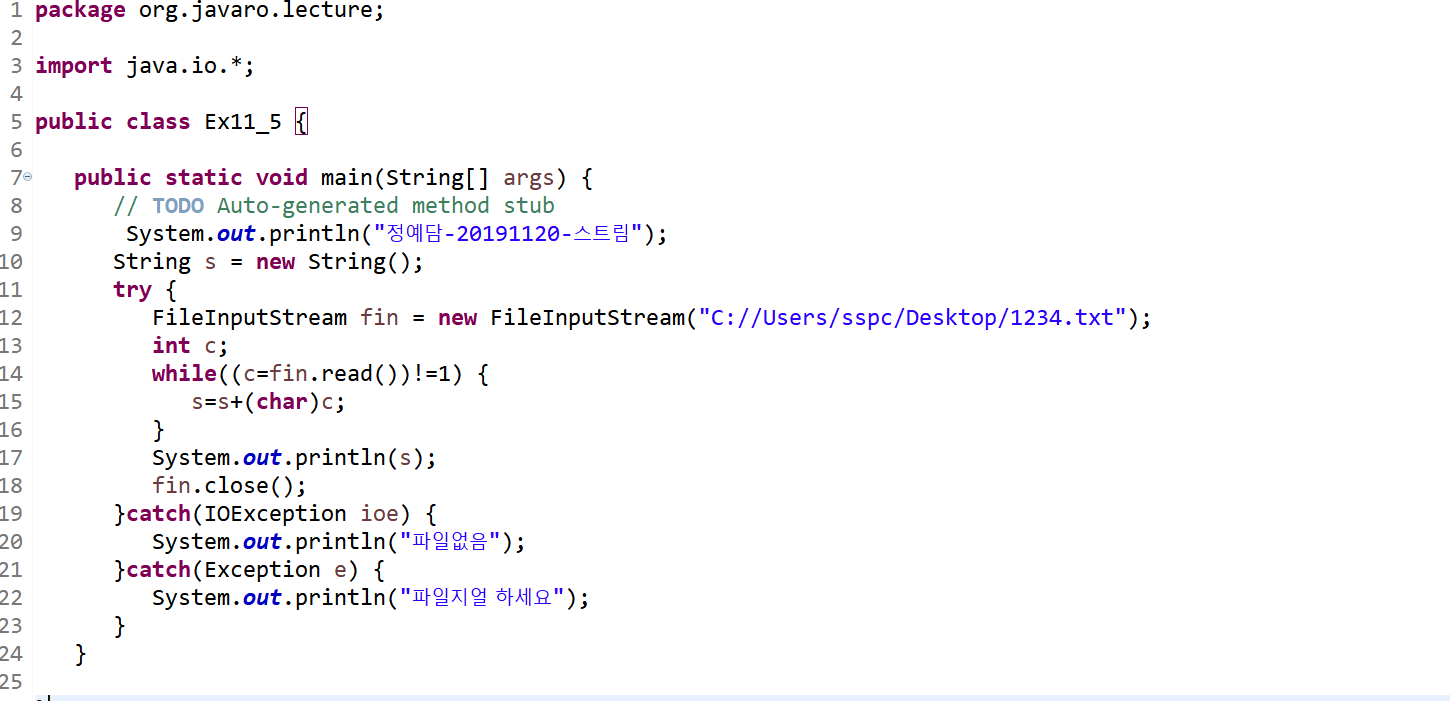 1 package org.javaro.lecture;
2
3 import java.io.*;
4
5 public class Ex11_5 {
6
7 public static void main(String[] args) {
8 // TODO Auto-generated method stub
9 System.out.println("정예담-20191120-스트림");
10 String s = new String();
11 try {
12 FileInputStream fin = new FileInputStream("C://Users/sspc/Desktop/1234.txt");
13 int c;
14 while((c=fin.read())!=1) {
15 s=s+(char)c;
16 }
17 System.out.println(s);
18 fin.close();
19 }catch(IOException ioe) {
20 System.out.println("파일없음");
21 }catch(Exception e) {
22 System.out.println("파일지얼 하세요");
23 }
24 }
25